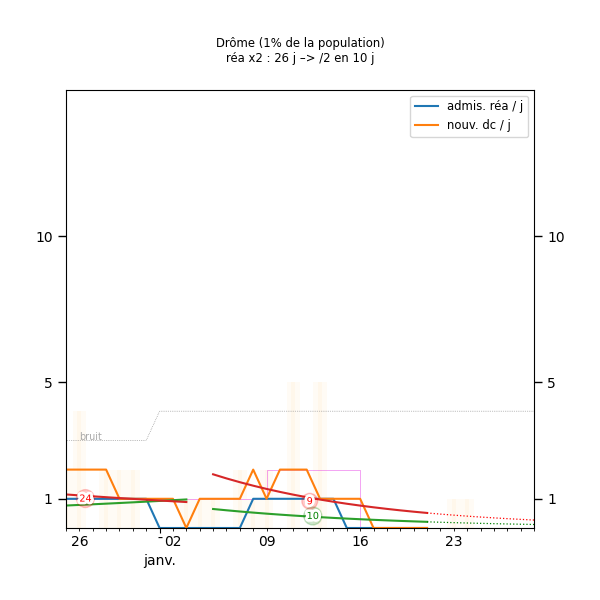 Drôme (1% de la population)
réa x2 : 26 j –> /2 en 10 j
admis. réa / j
nouv. dc / j
10
10
5
5
bruit
1
1
24
9
10
26
02
09
16
23
janv.